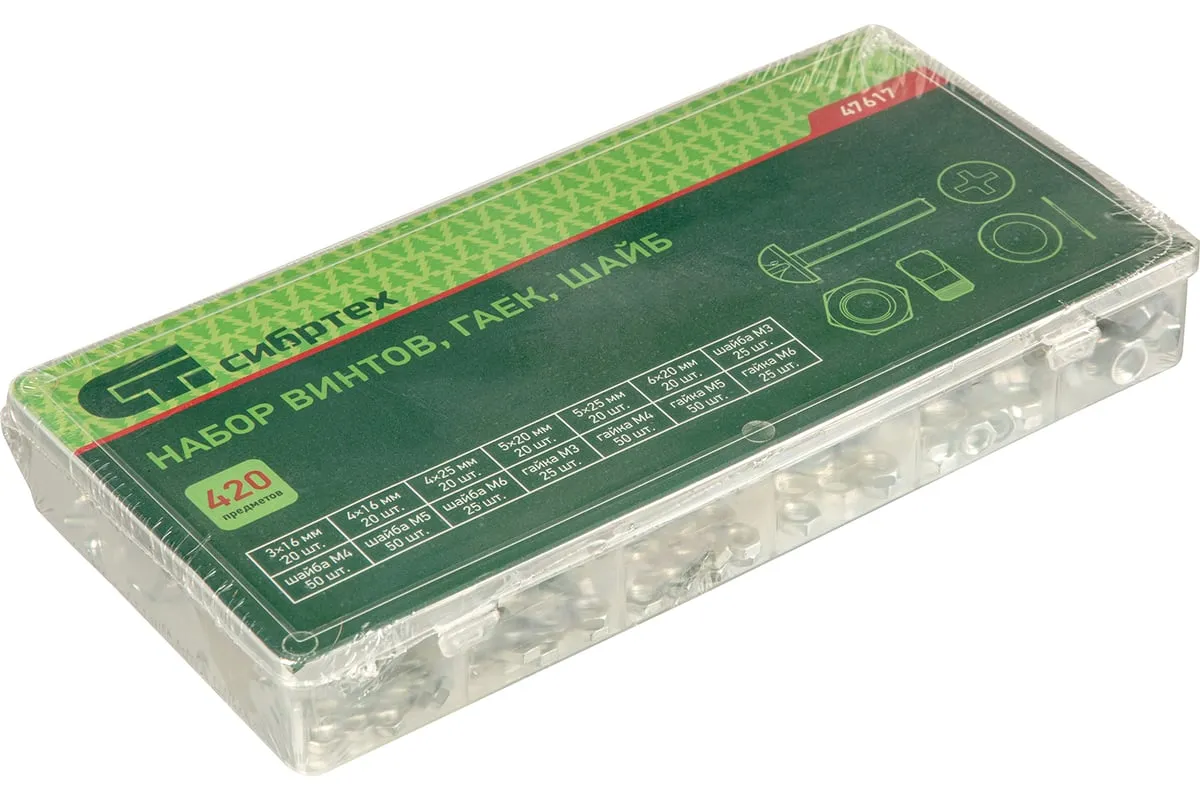 47617
сибртех
НАБОР ВИНТОВ, ГАЕК, ШАЙБ
420
предметов
3×16 мм
20 шт.
4×16 мм
20 шт.
4×25 мм
20 шт.
5×20 мм
20 шт.
5×25 мм
20 шт.
6×20 мм
20 шт.
шайба М3
25 шт.
шайба М4
50 шт.
шайба М5
50 шт.
шайба М6
25 шт.
гайка М3
25 шт.
гайка М4
50 шт.
гайка М5
50 шт.
гайка М6
25 шт.